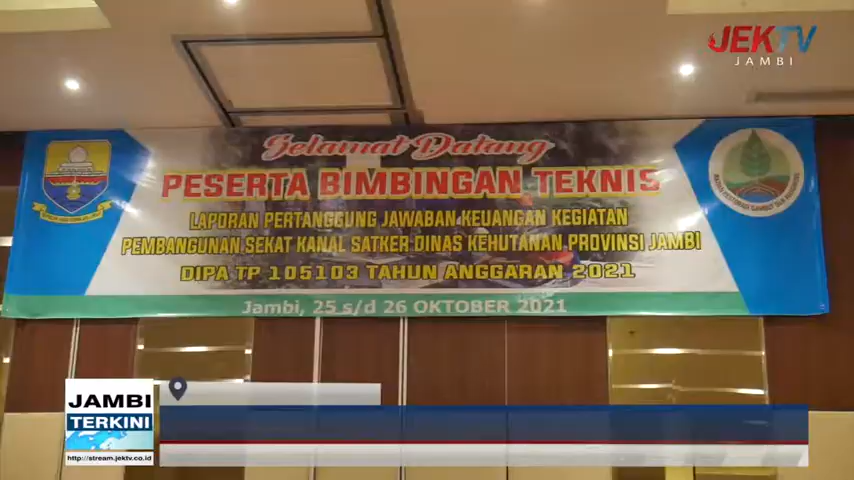 JEKTV
JAMBI
Selamat Datang
PESERTA BIMBINGAN TEKNIS
LAPORAN PERTANGGUNG JAWABAN KEUANGAN KEGIATAN
PEMBANGUNAN SEKAT KANAL SATKER DINAS KEHUTANAN PROVINSI JAMBI
DIPA TP 105103 TAHUN ANGGARAN 2021
Jambi, 25 s/d 26 OKTOBER 2021
JAMBI
TERKINI
http://stream.jektv.co.id